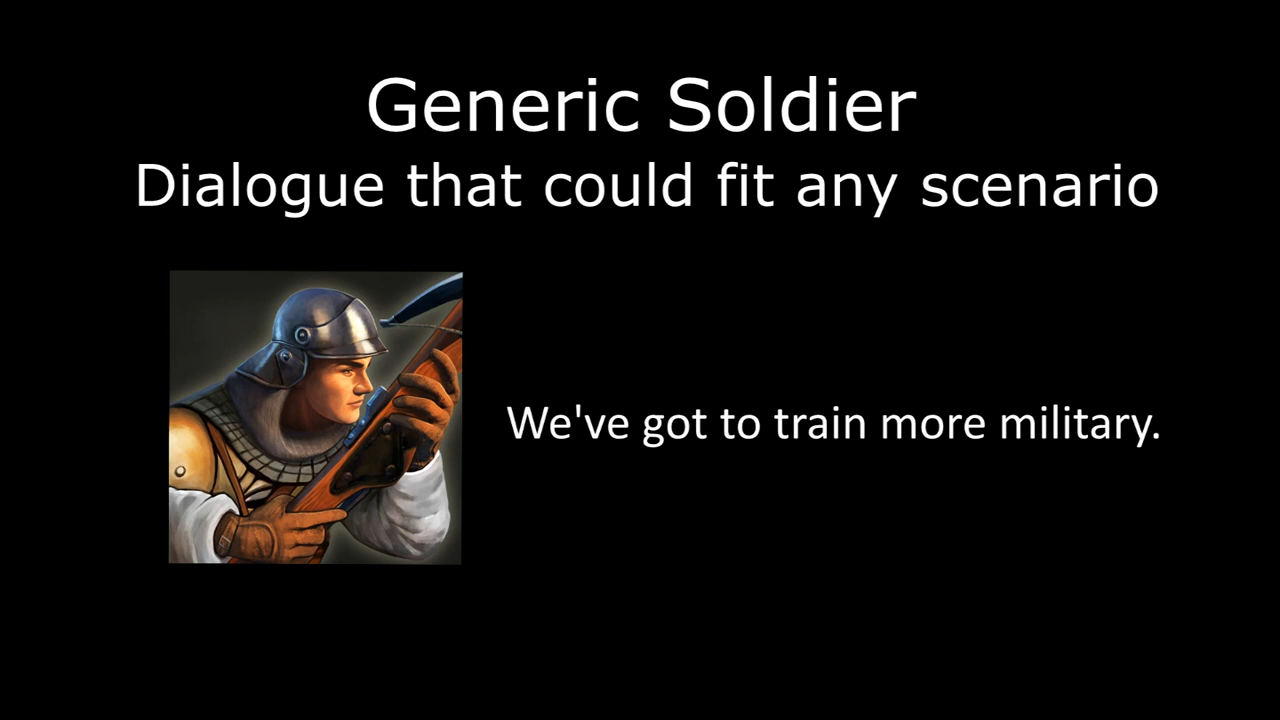 Generic Soldier
Dialogue that could fit any scenario
We've got to train more military.